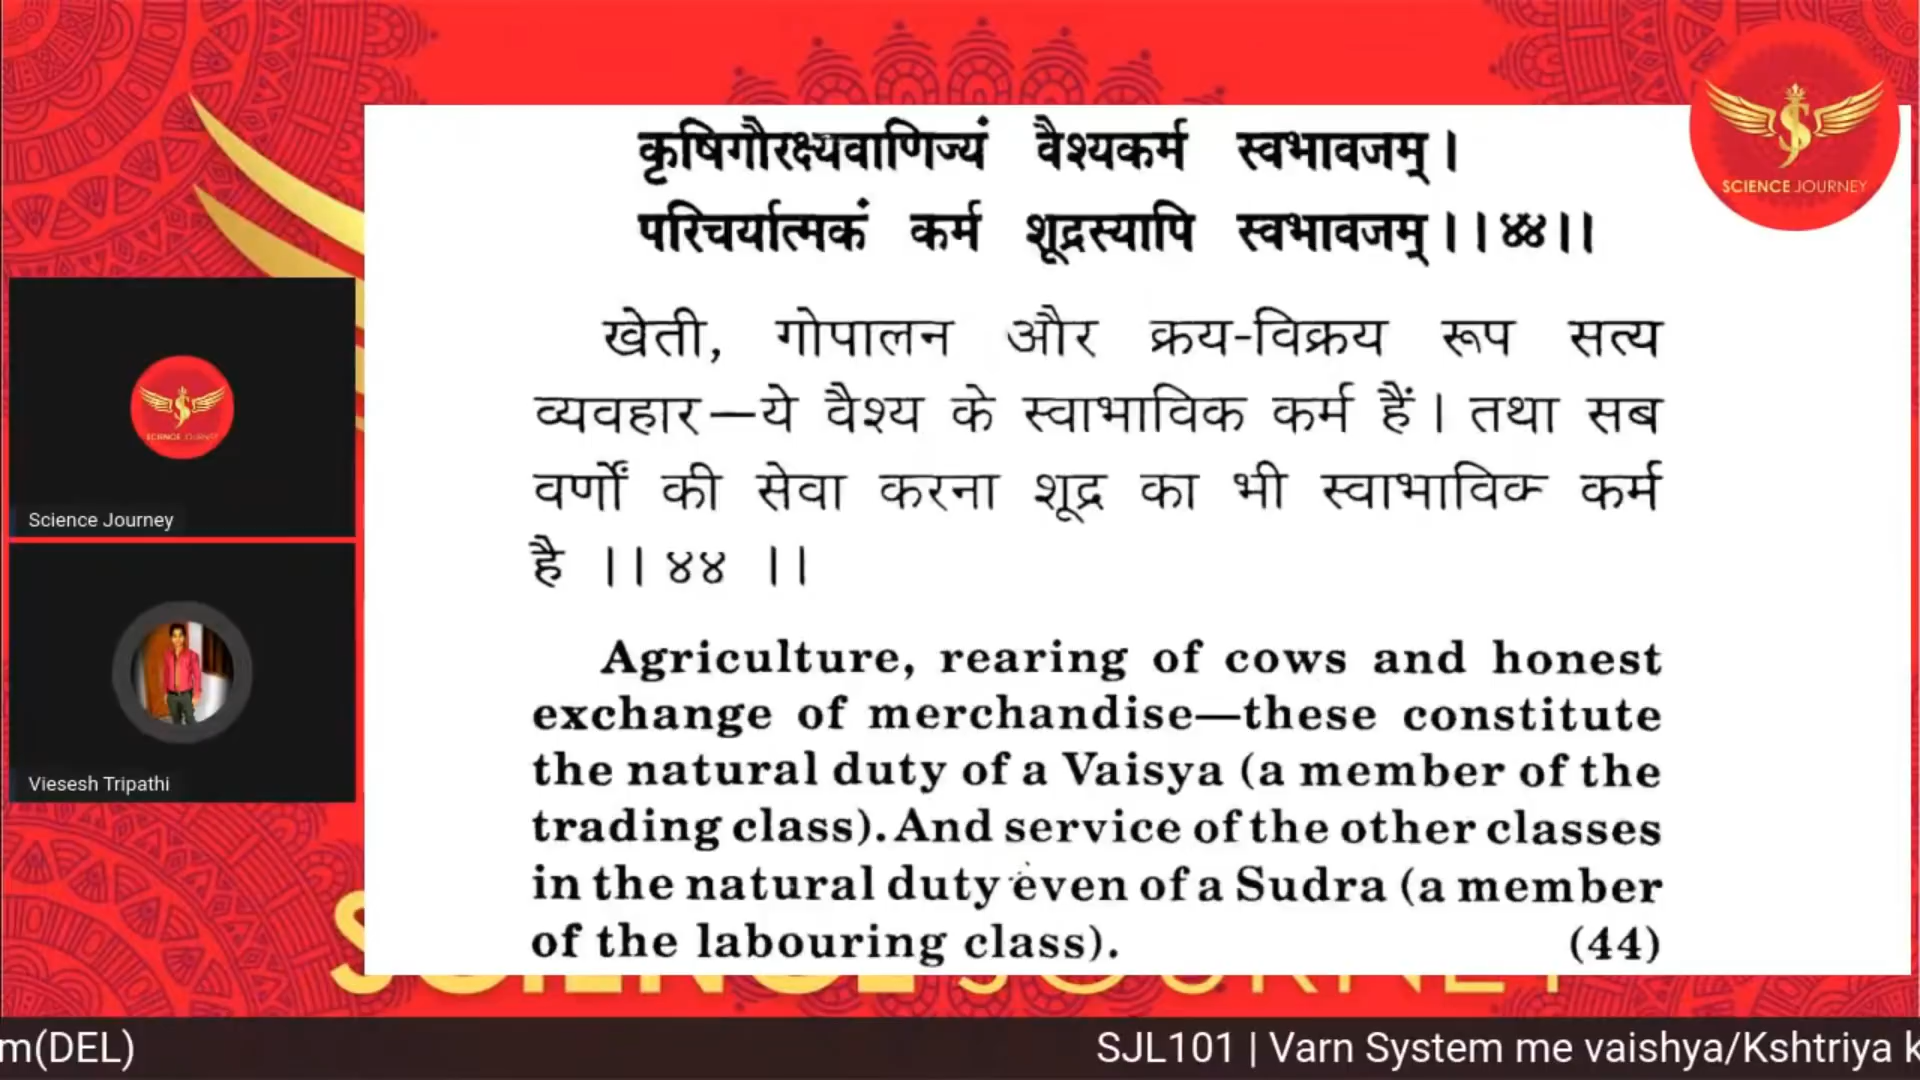 कृषिगौरक्ष्यवाणिज्यं वैश्यकर्म स्वभावजम्।
परिचर्यात्मकं कर्म शूद्रस्यापि स्वभावजम्।।४४।।
खेती, गोपालन और क्रय-विक्रय रूप सत्य
व्यवहार—ये वैश्य के स्वाभाविक कर्म हैं। तथा सब
वर्णों की सेवा करना शूद्र का भी स्वाभाविक कर्म
है ।।४४ ।।
Agriculture, rearing of cows and honest
exchange of merchandise—these constitute
the natural duty of a Vaisya (a member of the
trading class). And service of the other classes
in the natural duty even of a Sudra (a member
of the labouring class). (44)
SCIENCE JOURNEY
SCIENCE JOURNEY
Science Journey
Viesesh Tripathi
SCIENCE JOURNEY
m(DEL) SJL101 | Varn System me vaishya/Kshtriya k